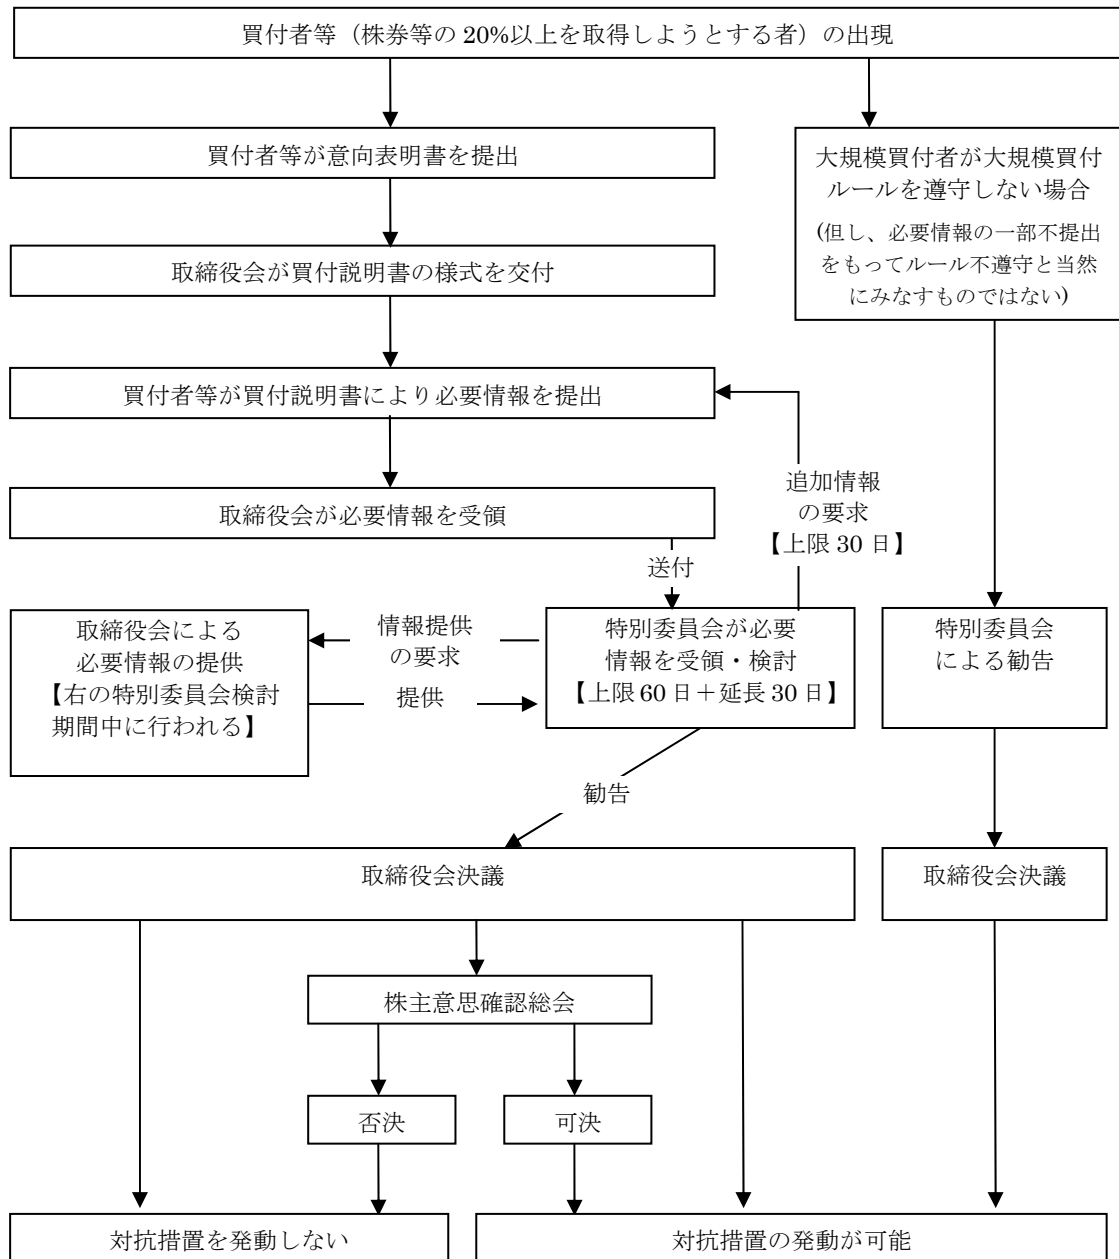 買付者等（株券等の 20%以上を取得しようとする者）の出現
買付者等が意向表明書を提出
大規模買付者が大規模買付
ルールを遵守しない場合
(但し、必要情報の一部不提出
をもってルール不遵守と当然
にみなすものではない)
取締役会が買付説明書の様式を交付
買付者等が買付説明書により必要情報を提出
追加情報
の要求
【上限 30 日】
取締役会が必要情報を受領
送付
取締役会による
必要情報の提供
【右の特別委員会検討
期間中に行われる】
情報提供
の要求
提供
特別委員会が必要
情報を受領・検討
【上限 60 日＋延長 30 日】
特別委員会
による勧告
勧告
取締役会決議
取締役会決議
株主意思確認総会
否決
可決
対抗措置を発動しない
対抗措置の発動が可能